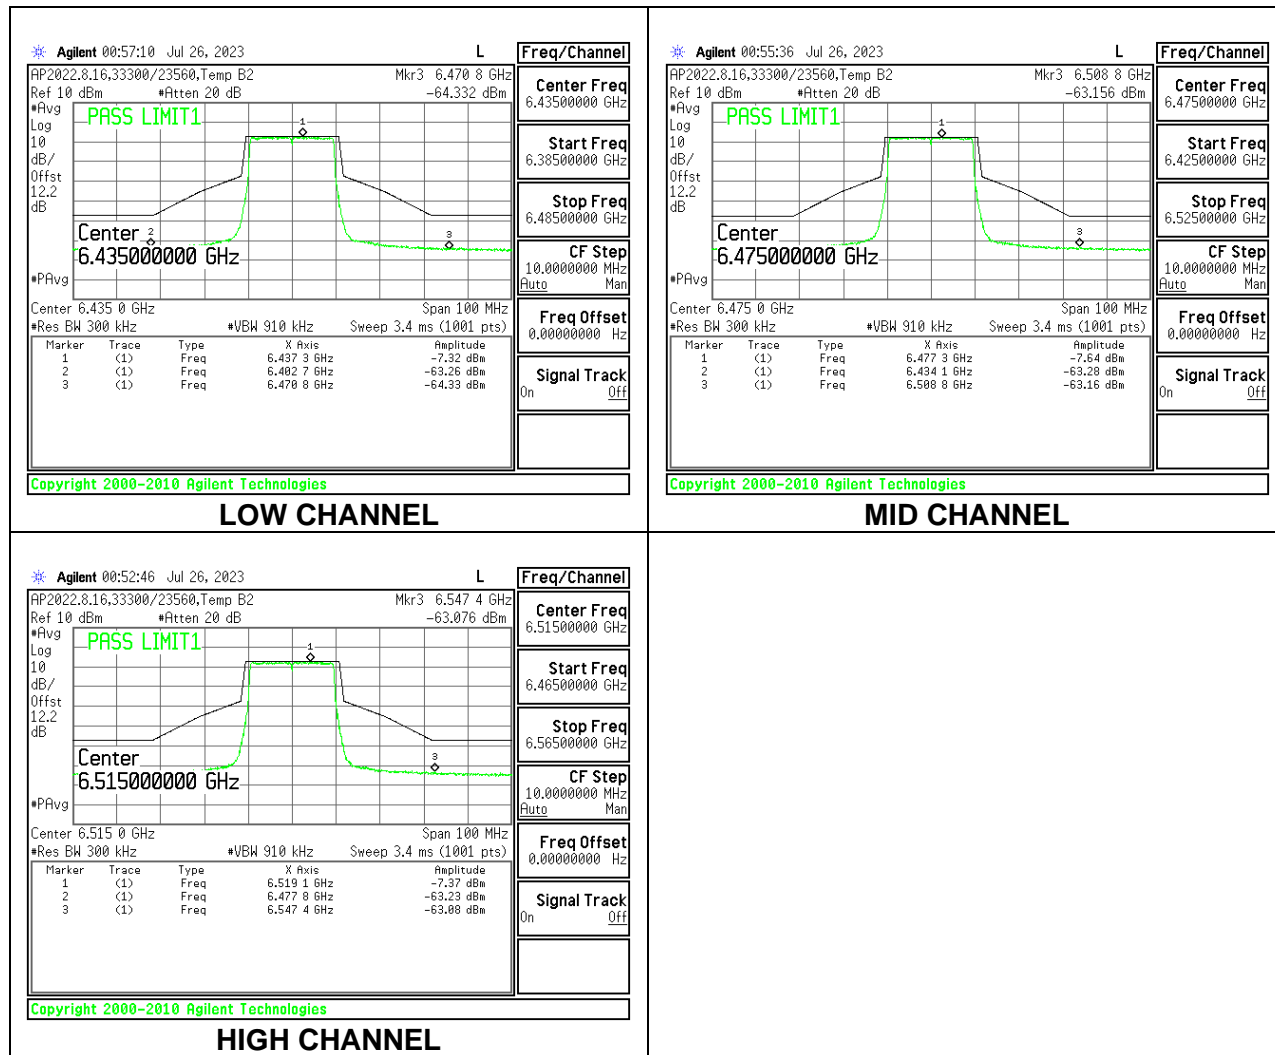 Agilent 00:57:10 Jul 26, 2023 L Freq/Channel
AP2022.8.16,33300/23560,Temp B2 Mkr3 6.470 8 GHz
Ref 10 dBm #Atten 20 dB -64.332 dBm
#Avg
Log
10
dB/
Offst
12.2
dB
#PAvg
PASS LIMIT1
1
2
3
Center
6.435000000 GHz
Center 6.435 0 GHz Span 100 MHz
#Res BW 300 kHz #VBW 910 kHz Sweep 3.4 ms (1001 pts)
Marker Trace Type X Axis Amplitude
1 (1) Freq 6.437 3 GHz -7.32 dBm
2 (1) Freq 6.402 7 GHz -63.26 dBm
3 (1) Freq 6.470 8 GHz -64.33 dBm
Center Freq
6.43500000 GHz
Start Freq
6.38500000 GHz
Stop Freq
6.48500000 GHz
CF Step
10.0000000 MHz
Auto Man
Freq Offset
0.00000000 Hz
Signal Track
On Off
Copyright 2000-2010 Agilent Technologies
LOW CHANNEL
Agilent 00:55:36 Jul 26, 2023 L Freq/Channel
AP2022.8.16,33300/23560,Temp B2 Mkr3 6.508 8 GHz
Ref 10 dBm #Atten 20 dB -63.156 dBm
#Avg
Log
10
dB/
Offst
12.2
dB
#PAvg
PASS LIMIT1
1
3
Center
6.475000000 GHz
Center 6.475 0 GHz Span 100 MHz
#Res BW 300 kHz #VBW 910 kHz Sweep 3.4 ms (1001 pts)
Marker Trace Type X Axis Amplitude
1 (1) Freq 6.477 3 GHz -7.64 dBm
2 (1) Freq 6.434 1 GHz -63.28 dBm
3 (1) Freq 6.508 8 GHz -63.16 dBm
Center Freq
6.47500000 GHz
Start Freq
6.42500000 GHz
Stop Freq
6.52500000 GHz
CF Step
10.0000000 MHz
Auto Man
Freq Offset
0.00000000 Hz
Signal Track
On Off
Copyright 2000-2010 Agilent Technologies
MID CHANNEL
Agilent 00:52:46 Jul 26, 2023 L Freq/Channel
AP2022.8.16,33300/23560,Temp B2 Mkr3 6.547 4 GHz
Ref 10 dBm #Atten 20 dB -63.076 dBm
#Avg
Log
10
dB/
Offst
12.2
dB
#PAvg
PASS LIMIT1
1
3
Center
6.515000000 GHz
Center 6.515 0 GHz Span 100 MHz
#Res BW 300 kHz #VBW 910 kHz Sweep 3.4 ms (1001 pts)
Marker Trace Type X Axis Amplitude
1 (1) Freq 6.519 1 GHz -7.37 dBm
2 (1) Freq 6.477 8 GHz -63.23 dBm
3 (1) Freq 6.547 4 GHz -63.08 dBm
Center Freq
6.51500000 GHz
Start Freq
6.46500000 GHz
Stop Freq
6.56500000 GHz
CF Step
10.0000000 MHz
Auto Man
Freq Offset
0.00000000 Hz
Signal Track
On Off
Copyright 2000-2010 Agilent Technologies
HIGH CHANNEL